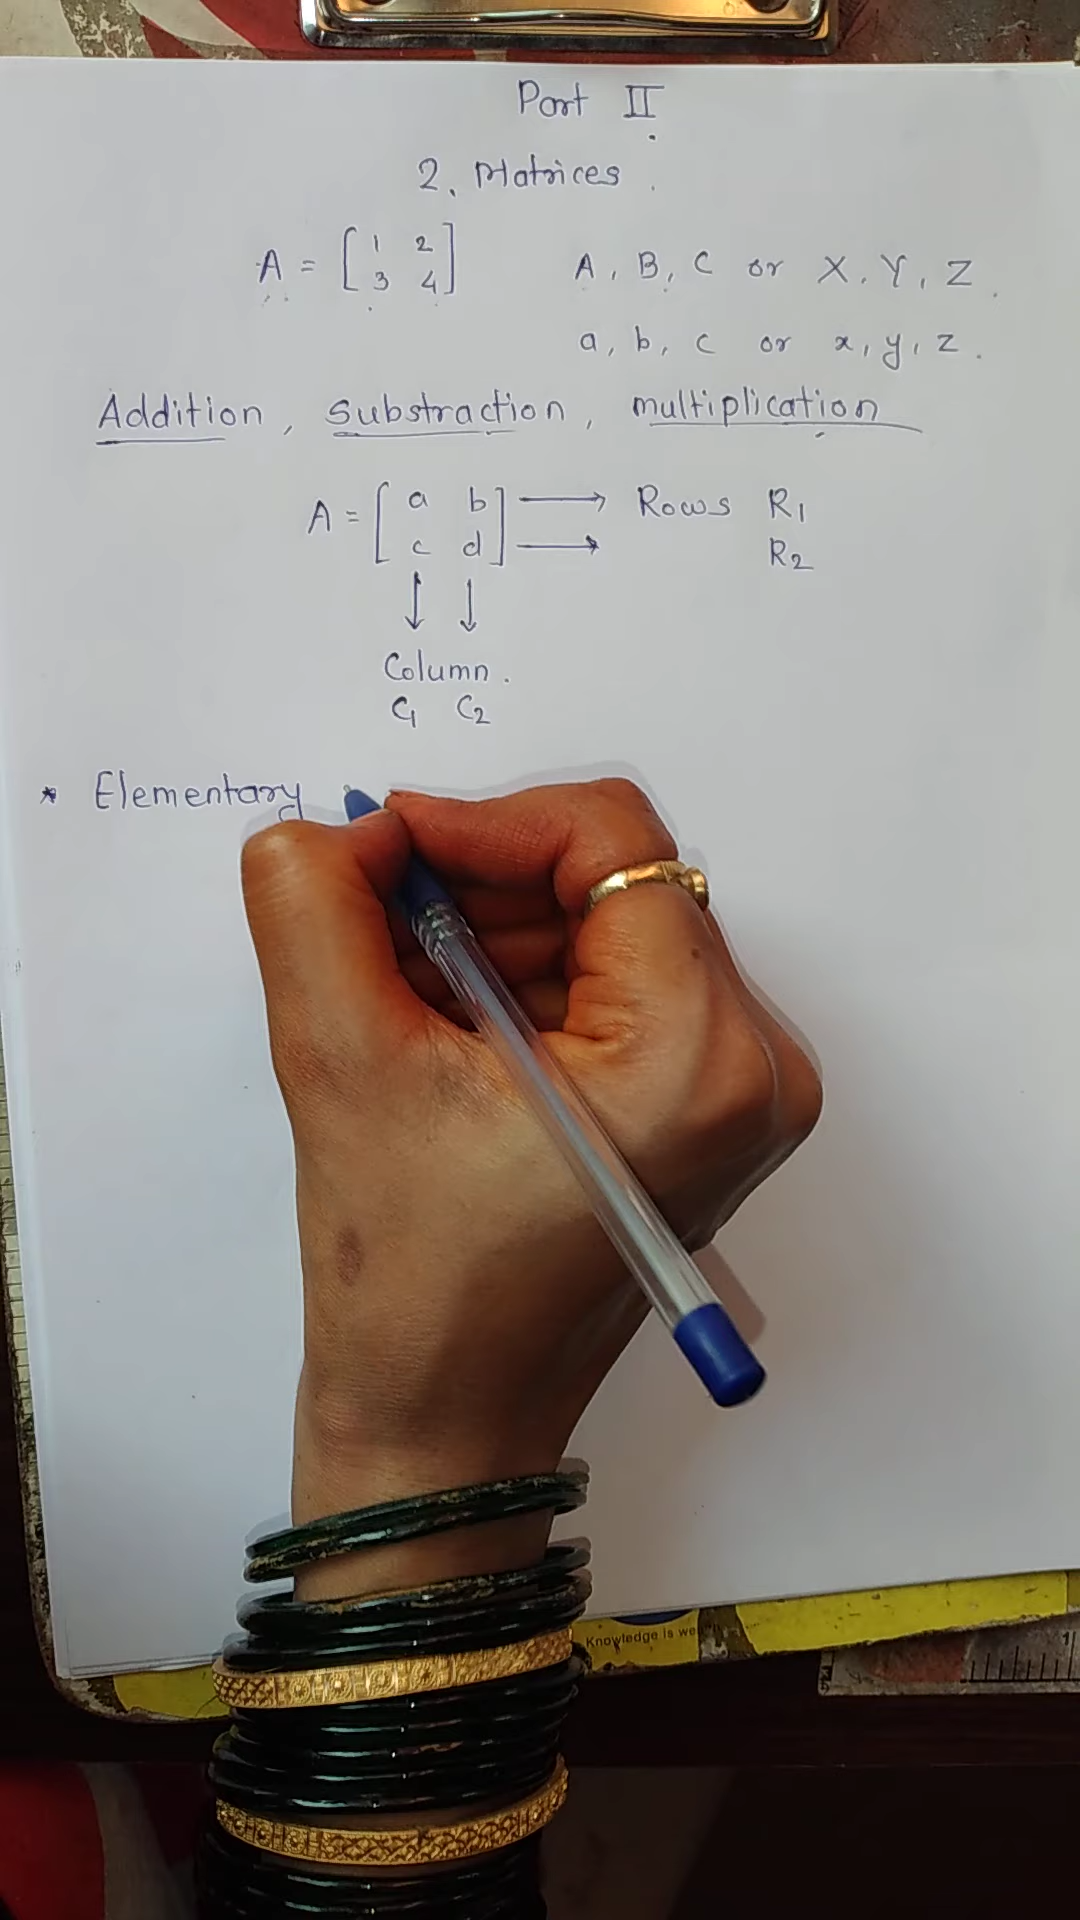 Part II
2. Matrices.
A = [1 2
3 4]
A, B, C or X, Y, Z.
a, b, c or x, y, z.
Addition, Substraction, multiplication
A = [a b
c d]
Rows R1
R2
Column.
C1 C2
* Elementary
Knowledge is
1